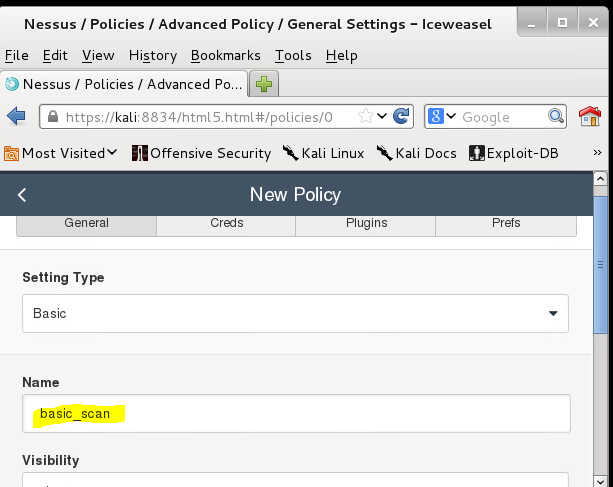 Nessus / Policies / Advanced Policy / General Settings - Iceweasel
File Edit View History Bookmarks Tools Help
Nessus / Policies / Advanced Po...
https://kali:8834/html5.html#/policies/0 8 Google
Most Visited Offensive Security Kali Linux Kali Docs Exploit-DB »
New Policy
General Creds Plugins Prefs
Setting Type
Basic
Name
basic_scan
Visibility